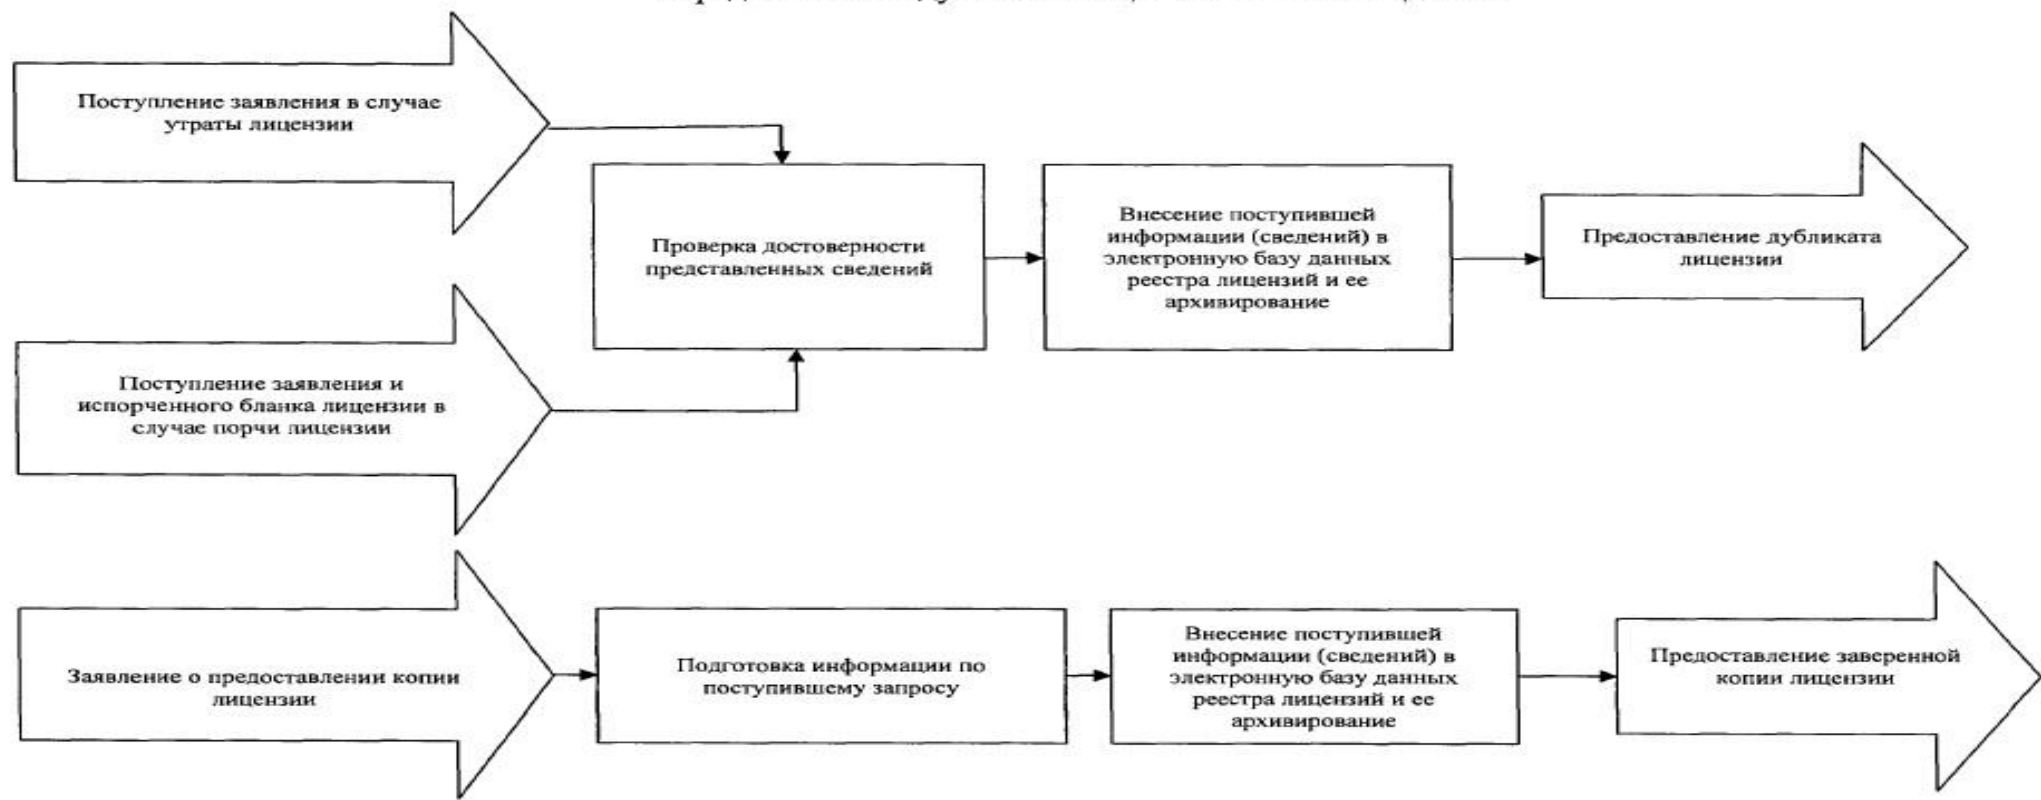 Поступление заявления в случае
утраты лицензии
Проверка достоверности
представленных сведений
Внесение поступившей
информации (сведений) в
электронную базу данных
реестра лицензий и ее
архивирование
Предоставление дубликата
лицензии
Поступление заявления и
испорченного бланка лицензии в
случае порчи лицензии
Заявление о предоставлении копии
лицензии
Подготовка информации по
поступившему запросу
Внесение поступившей
информации (сведений) в
электронную базу данных
реестра лицензий и ее
архивирование
Предоставление заверенной
копии лицензии